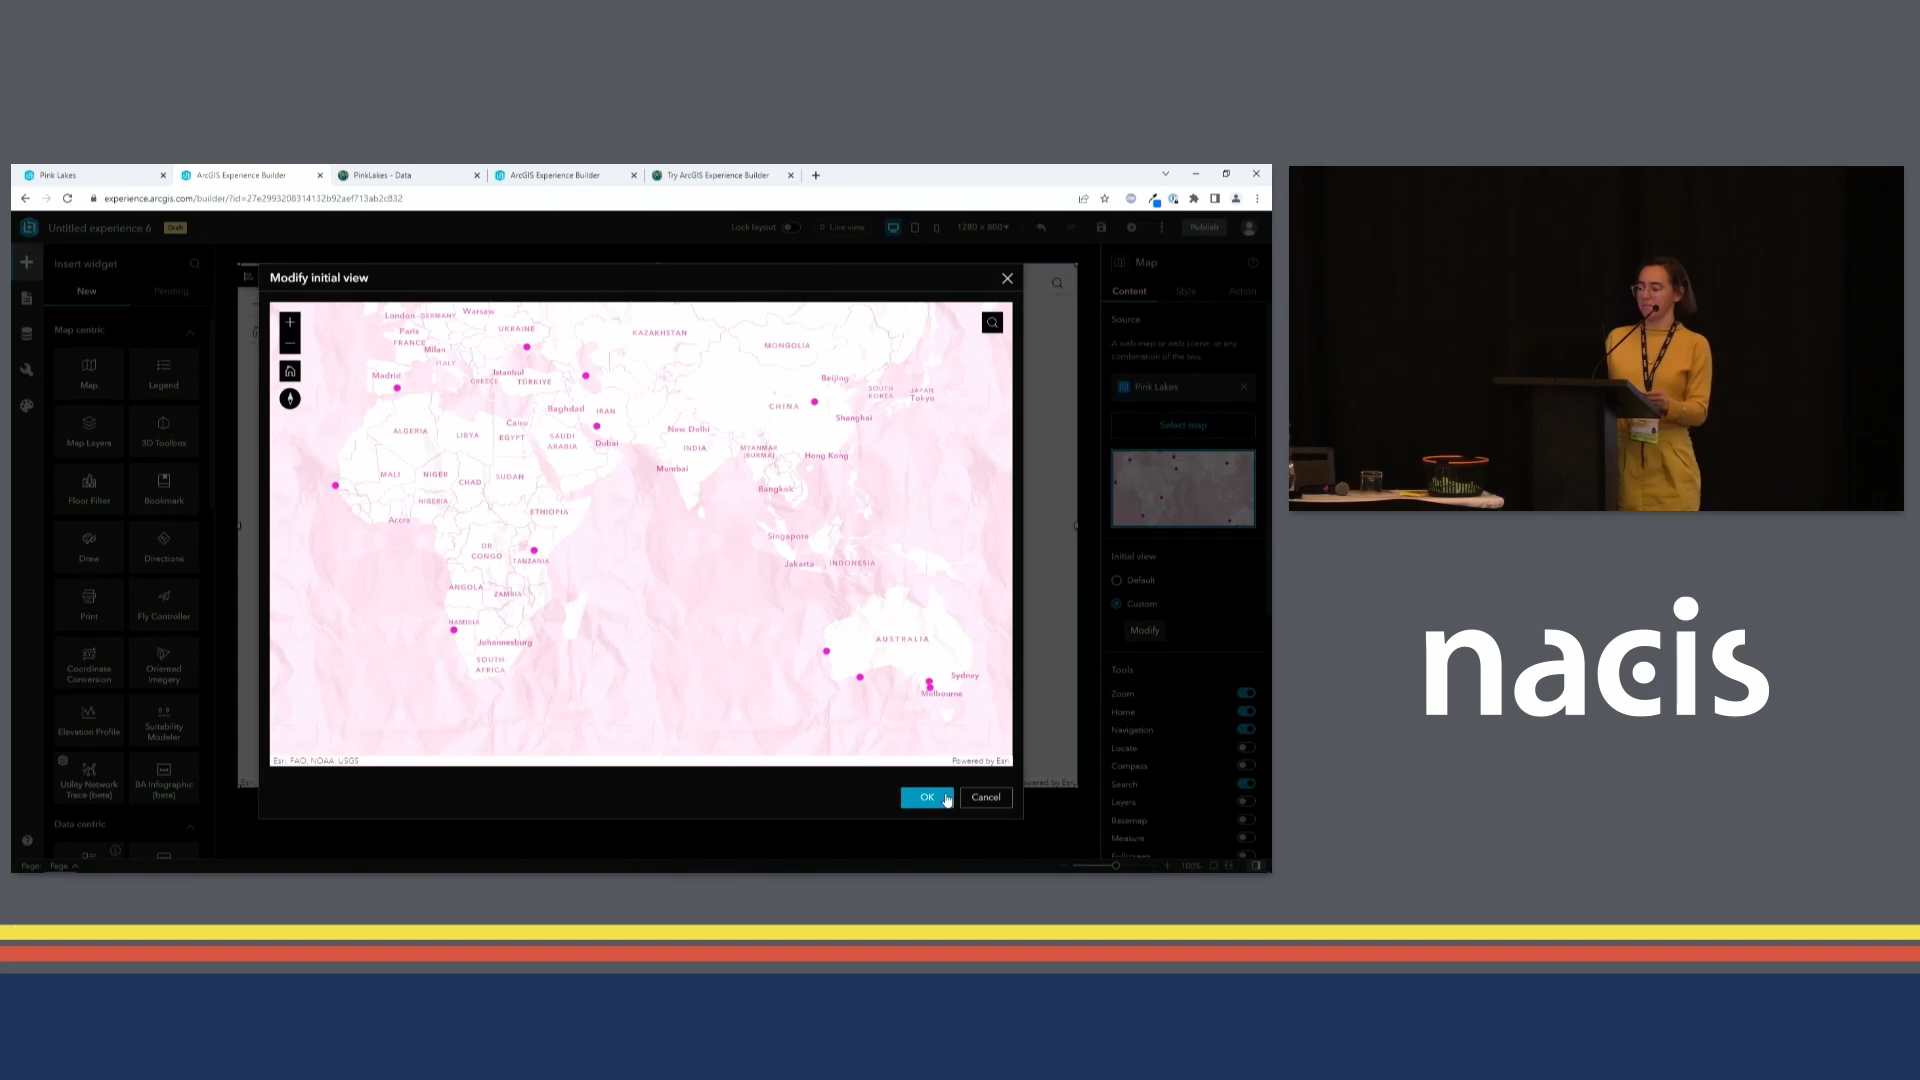 Pink Lakes
ArcGIS Experience Builder
PinkLakes - Data
ArcGIS Experience Builder
Try ArcGIS Experience Builder
experience.arcgis.com/builder/?id=27e2993208314132b92aef713ab2c832
Untitled experience 6
Draft
Lock layout
Live view
1280 × 800
Publish
Insert widget
New
Pending
Map centric
Map
Legend
Map Layers
3D Toolbox
Floor Filter
Bookmark
Draw
Directions
Print
Fly Controller
Coordinate
Conversion
Oriented
Imagery
Elevation Profile
Suitability
Modeler
Utility Network
Trace (beta)
BA Infographic
(beta)
Data centric
Page:
Page
Modify initial view
London
GERMANY
Warsaw
Paris
UKRAINE
KAZAKHSTAN
FRANCE
Milan
MONGOLIA
ITALY
Madrid
Istanbul
GREECE
TÜRKIYE
Beijing
SOUTH
KOREA
JAPAN
Tokyo
Baghdad
IRAN
CHINA
Cairo
Shanghai
ALGERIA
LIBYA
EGYPT
SAUDI
ARABIA
Dubai
New Delhi
INDIA
MYANMAR
(BURMA)
Hong Kong
Mumbai
MALI
NIGER
CHAD
SUDAN
Bangkok
NIGERIA
Accra
ETHIOPIA
Singapore
DR
CONGO
TANZANIA
Jakarta
INDONESIA
ANGOLA
ZAMBIA
NAMIBIA
Johannesburg
AUSTRALIA
SOUTH
AFRICA
Sydney
Melbourne
Esri, FAO, NOAA, USGS
Powered by Esri
OK
Cancel
Powered by Esri
Map
Content
Style
Action
Source
A web map or web scene, or any
combination of the two.
Pink Lakes
Select map
Initial view
Default
Custom
Modify
Tools
Zoom
Home
Navigation
Locate
Compass
Search
Layers
Basemap
Measure
Fullscreen
100%
nacis